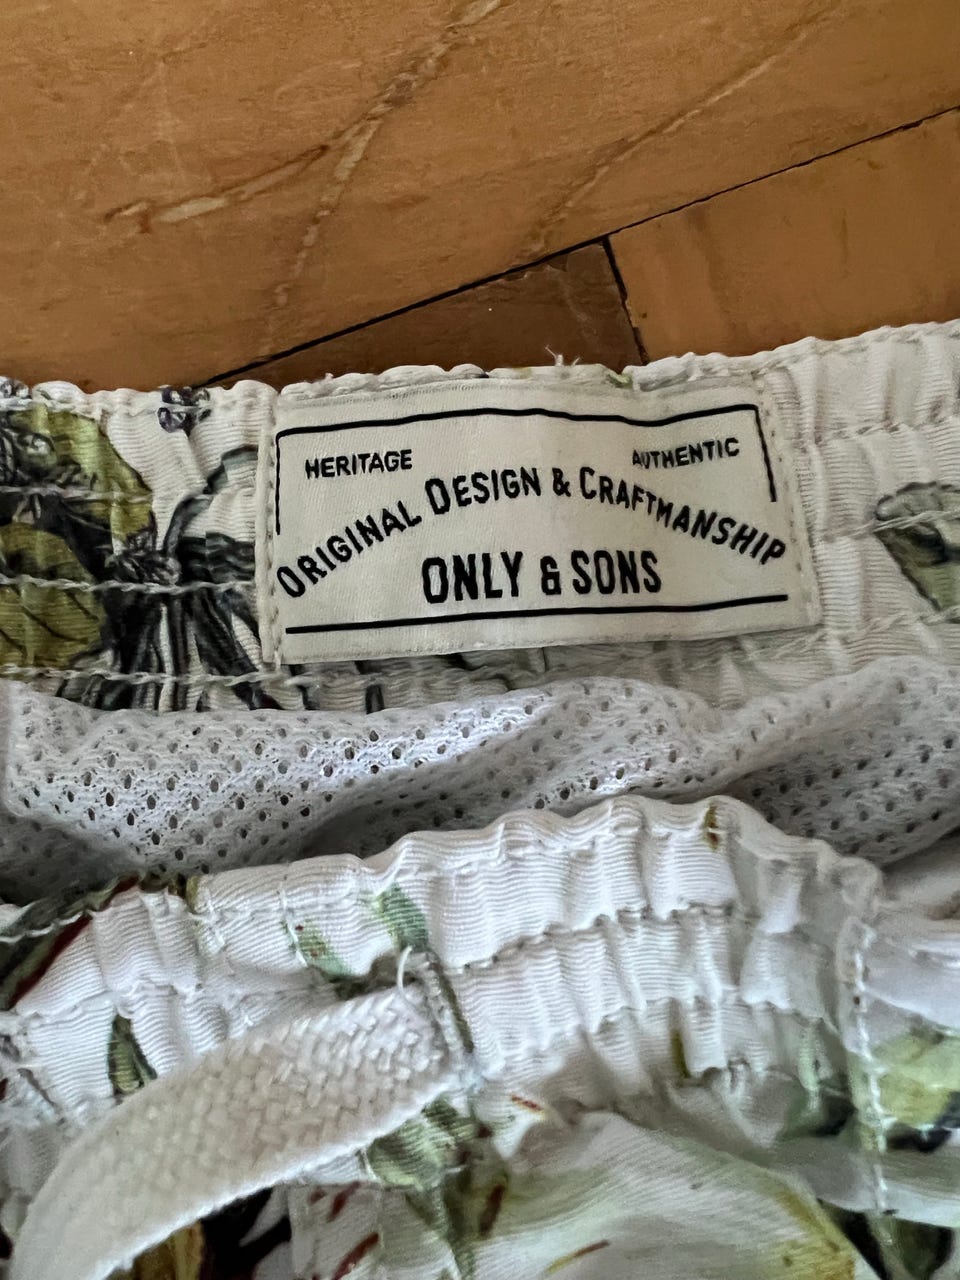 HERITAGE AUTHENTIC
ORIGINAL DESIGN & CRAFTMANSHIP
ONLY & SONS